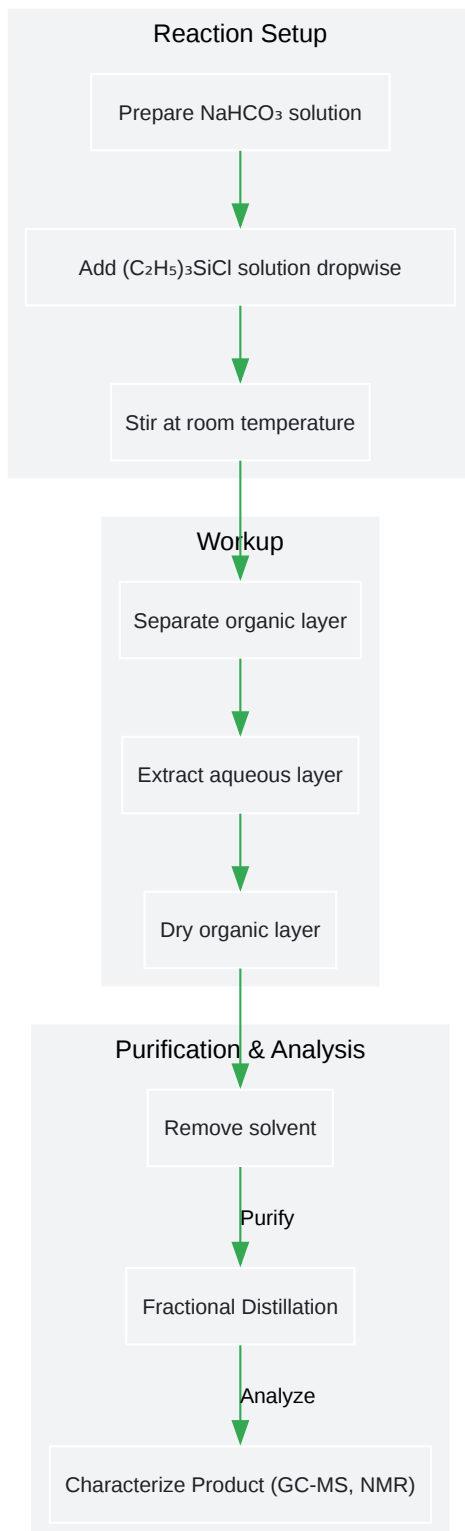 Reaction Setup
Prepare NaHCO₃ solution
Add (C₂H₅)₃SiCl solution dropwise
Stir at room temperature
Workup
Separate organic layer
Extract aqueous layer
Dry organic layer
Purification & Analysis
Remove solvent
Purify
Fractional Distillation
Analyze
Characterize Product (GC-MS, NMR)